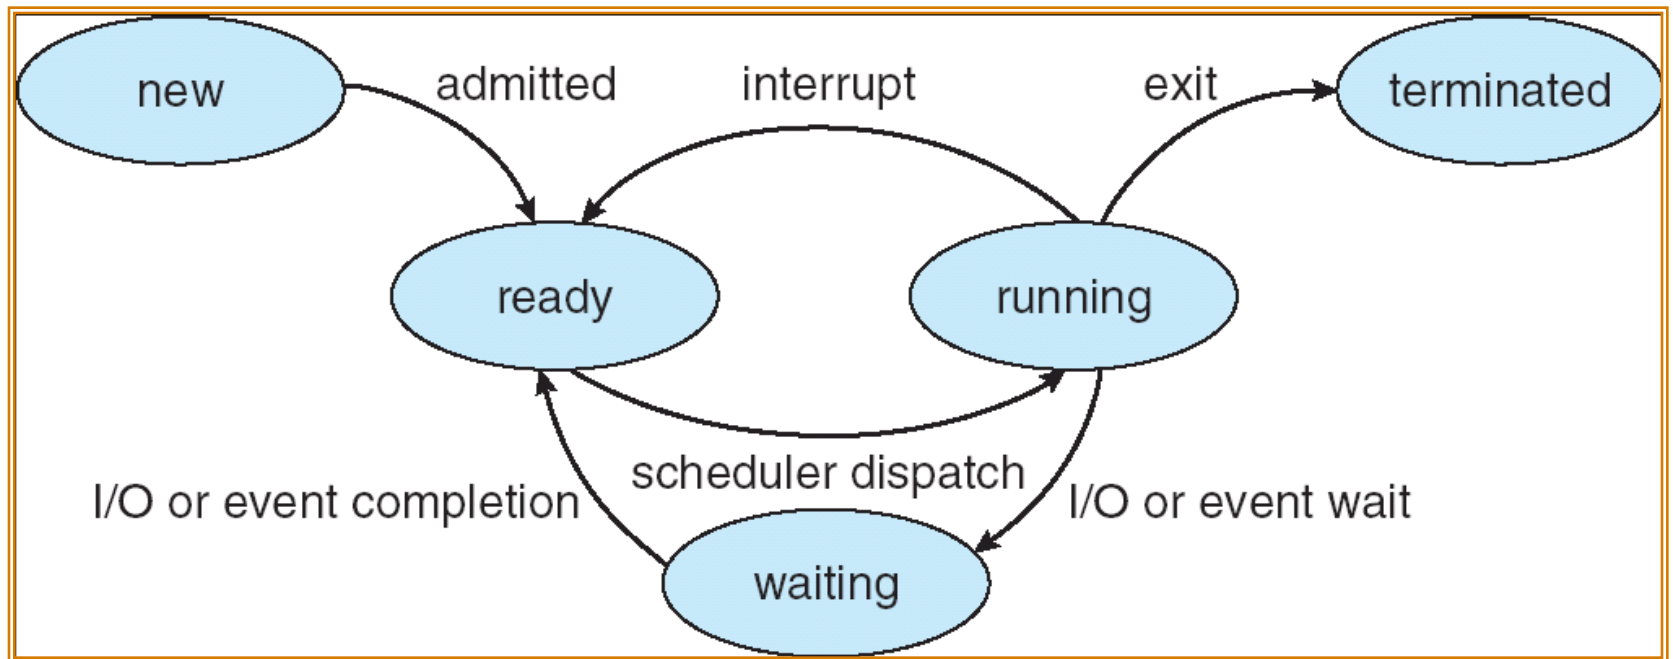 new
admitted
interrupt
exit
terminated
ready
running
scheduler dispatch
I/O or event completion
I/O or event wait
waiting